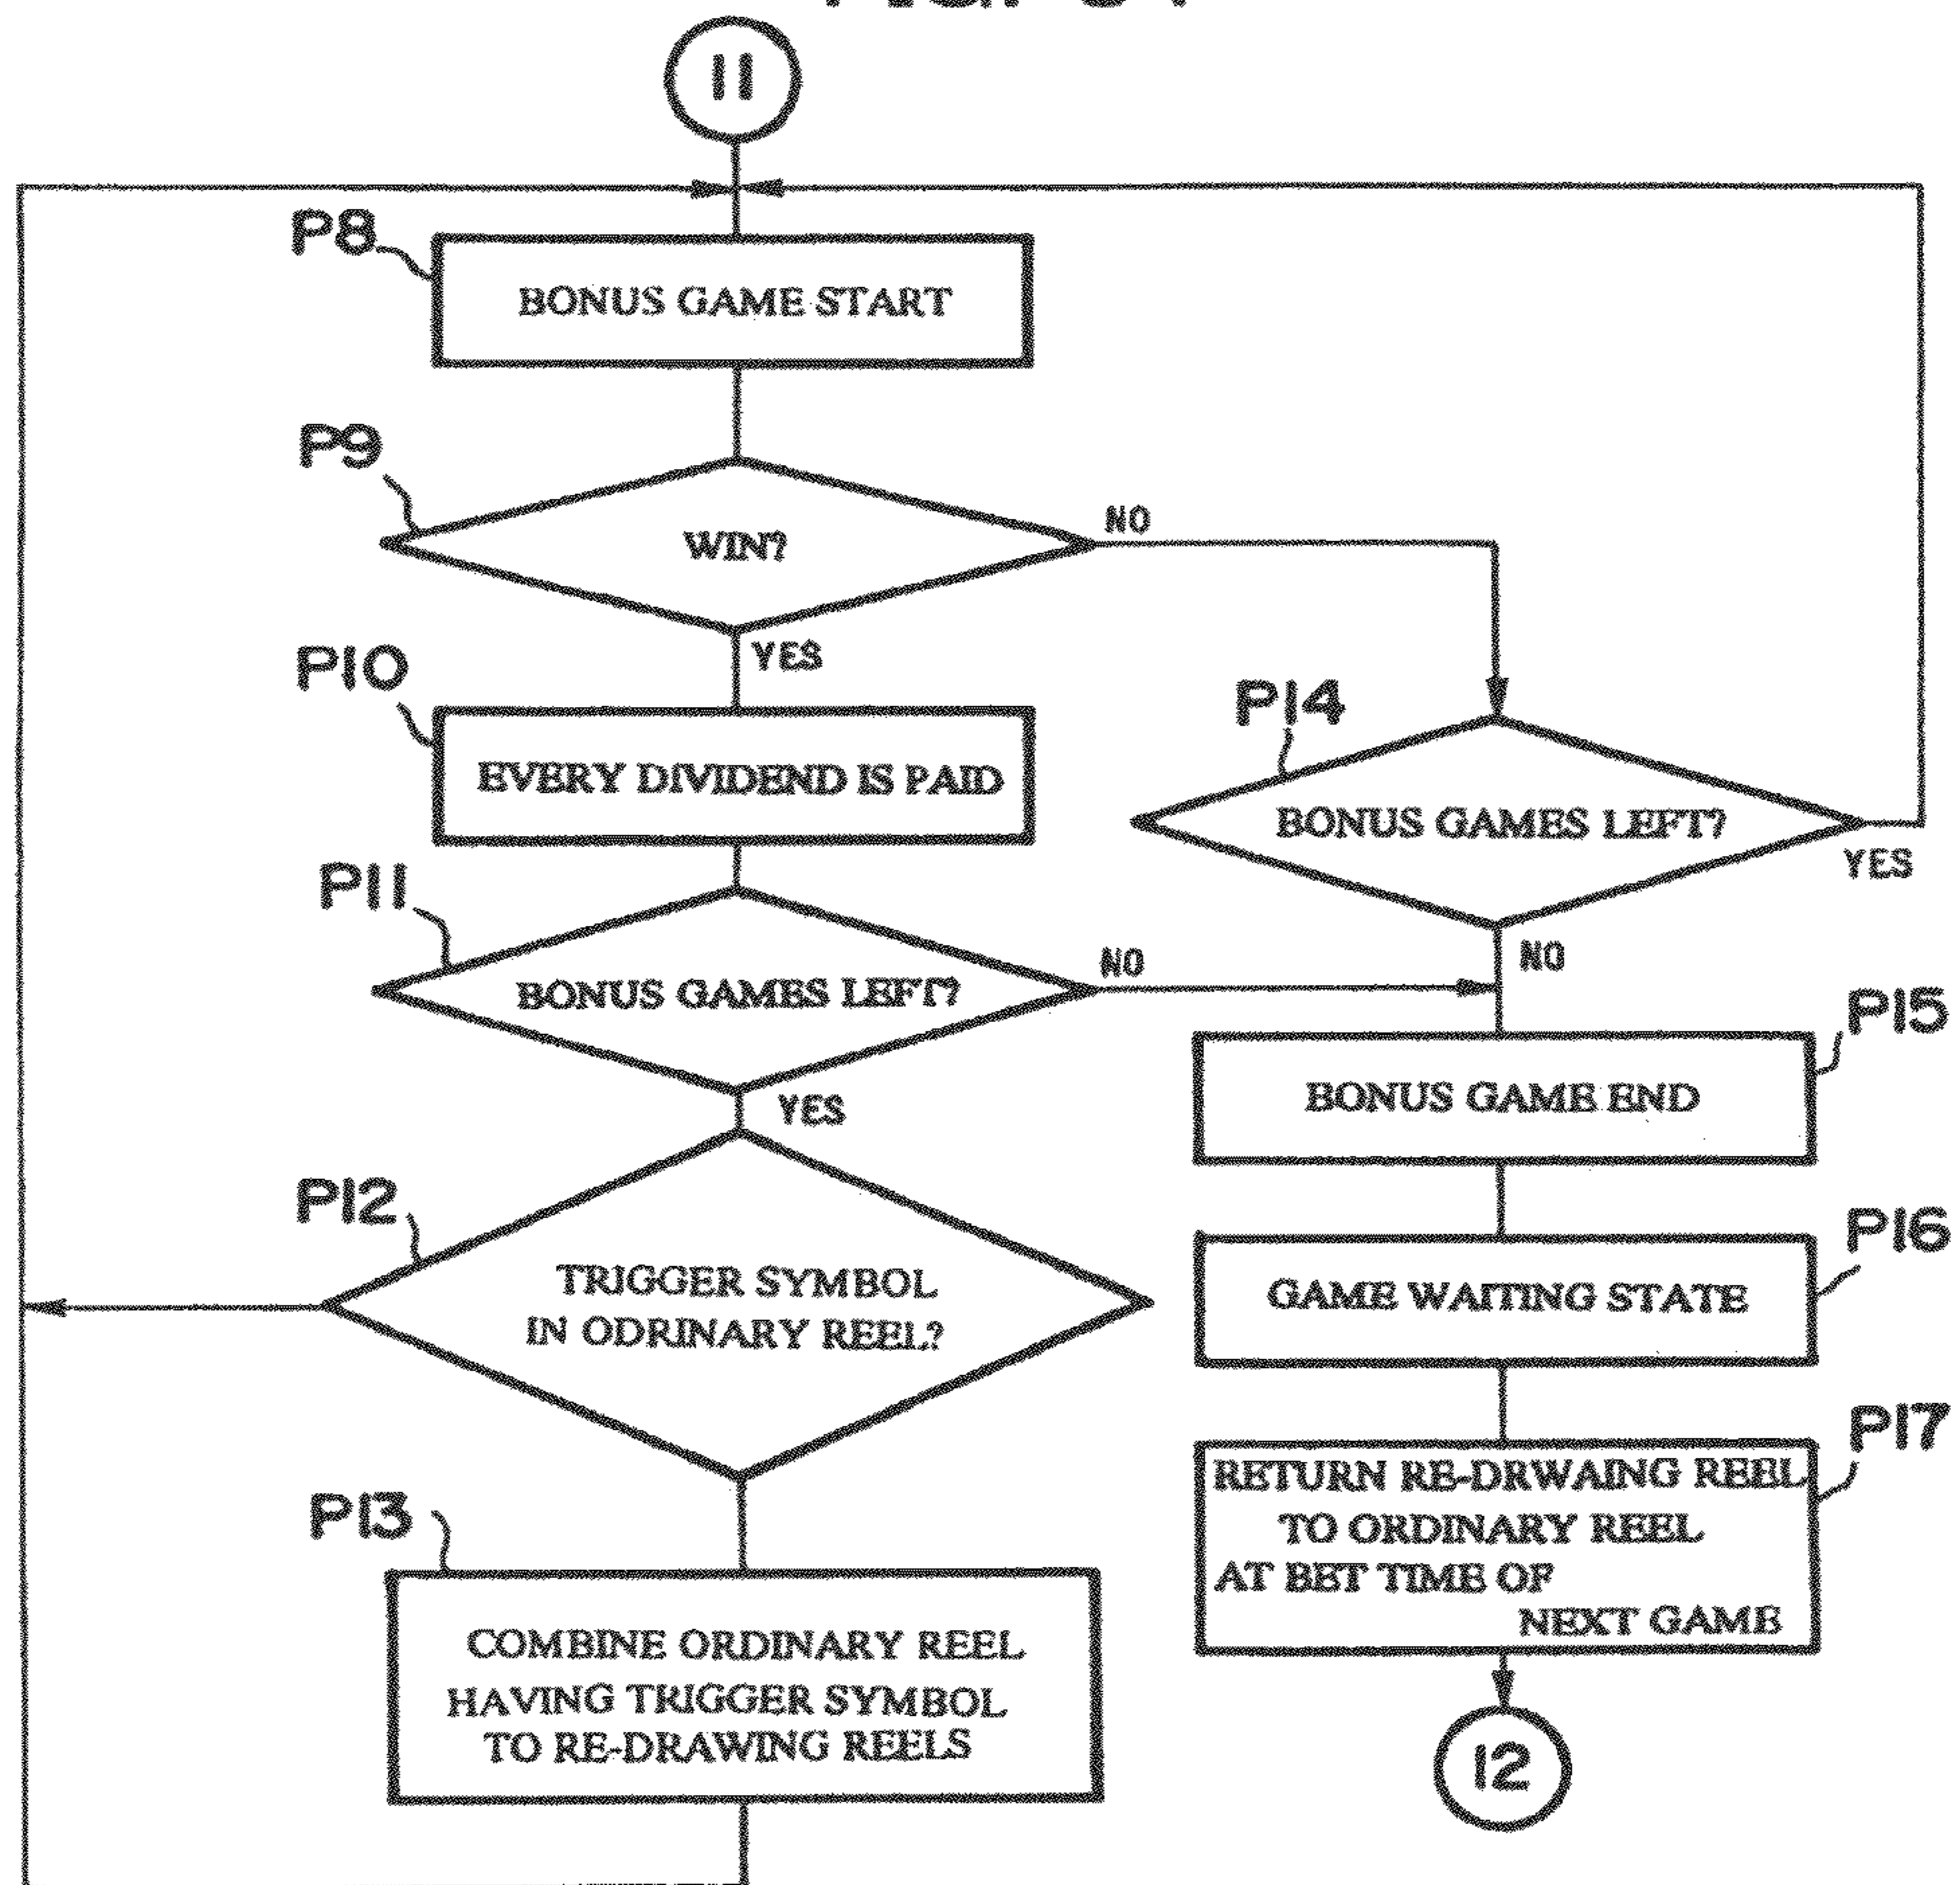 11
P8
BONUS GAME START
P9
WIN?
NO
YES
P10
EVERY DIVIDEND IS PAID
P14
BONUS GAMES LEFT?
YES
NO
P11
BONUS GAMES LEFT?
NO
YES
P15
BONUS GAME END
P12
TRIGGER SYMBOL
IN ODRINARY REEL?
P16
GAME WAITING STATE
P17
RETURN RE-DRWAING REEL
TO ORDINARY REEL
AT BET TIME OF
NEXT GAME
P13
COMBINE ORDINARY REEL
HAVING TRIGGER SYMBOL
TO RE-DRAWING REELS
12